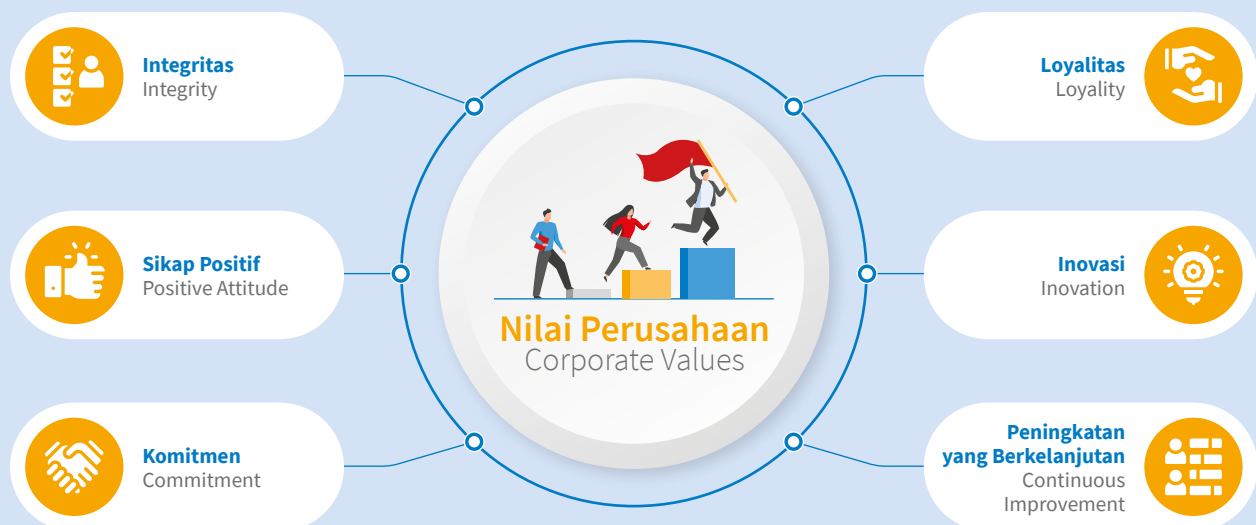 Integritas
Integrity
Sikap Positif
Positive Attitude
Komitmen
Commitment
Nilai Perusahaan
Corporate Values
Loyalitas
Loyality
Inovasi
Inovation
Peningkatan
yang Berkelanjutan
Continuous
Improvement